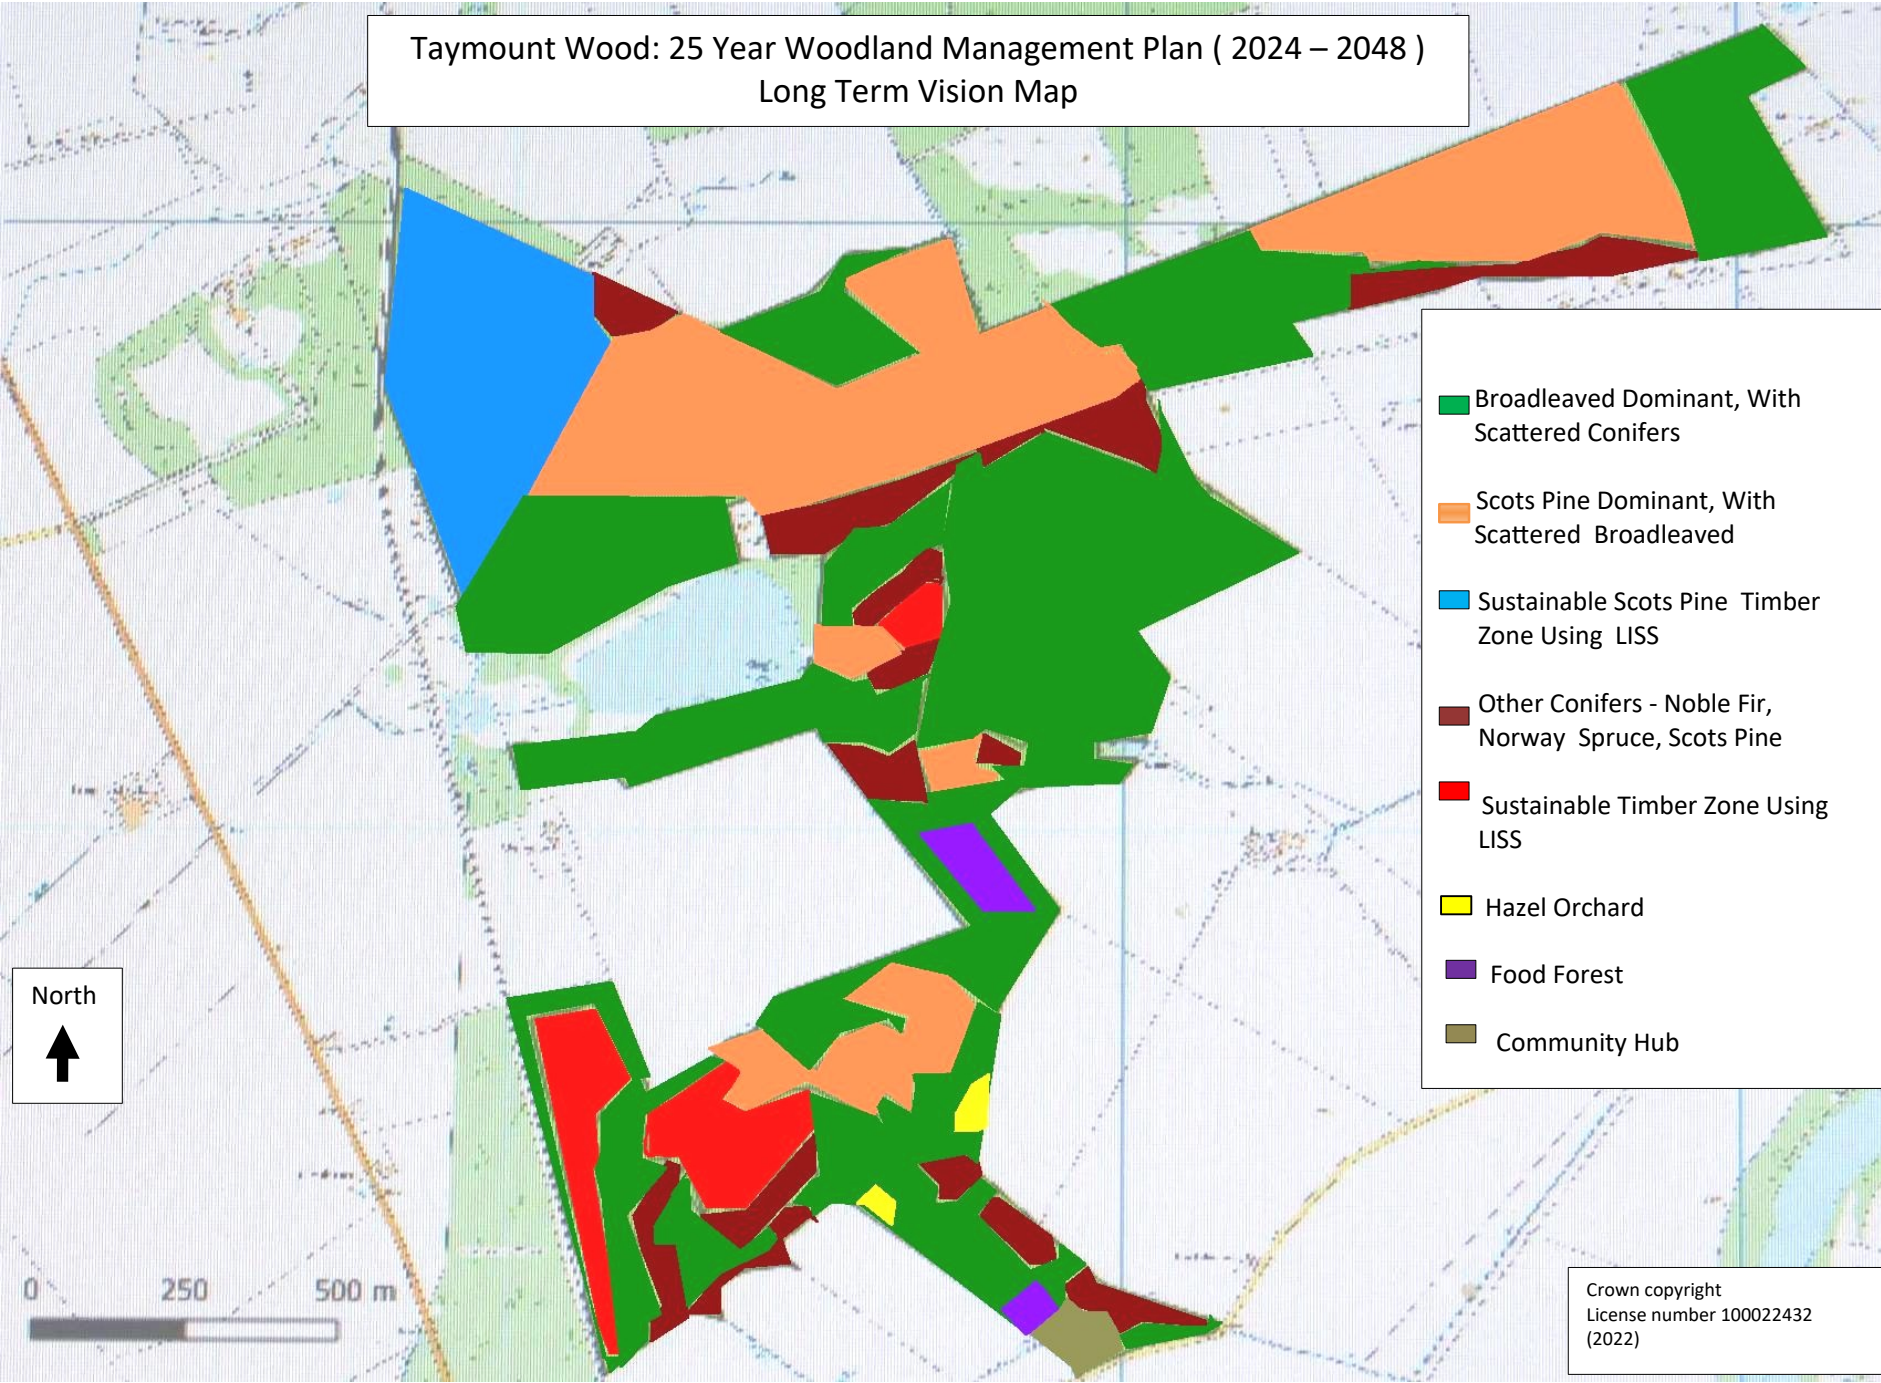 Taymount Wood: 25 Year Woodland Management Plan ( 2024 – 2048 )
Long Term Vision Map
Broadleaved Dominant, With
Scattered Conifers
Scots Pine Dominant, With
Scattered Broadleaved
Sustainable Scots Pine Timber
Zone Using LISS
Other Conifers - Noble Fir,
Norway Spruce, Scots Pine
Sustainable Timber Zone Using
LISS
Hazel Orchard
Food Forest
Community Hub
North
0 250 500 m
Crown copyright
License number 100022432
(2022)